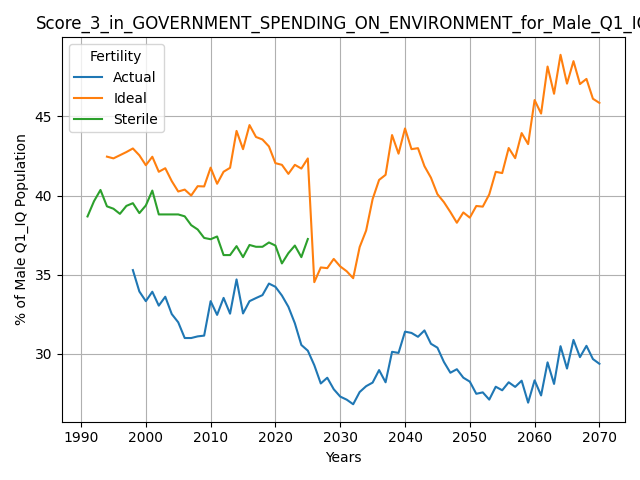 Score_3_in_GOVERNMENT_SPENDING_ON_ENVIRONMENT_for_Male_Q1_IQ
Fertility
Actual
Ideal
Sterile
% of Male Q1_IQ Population
45
40
35
30
1990 2000 2010 2020 2030 2040 2050 2060 2070
Years